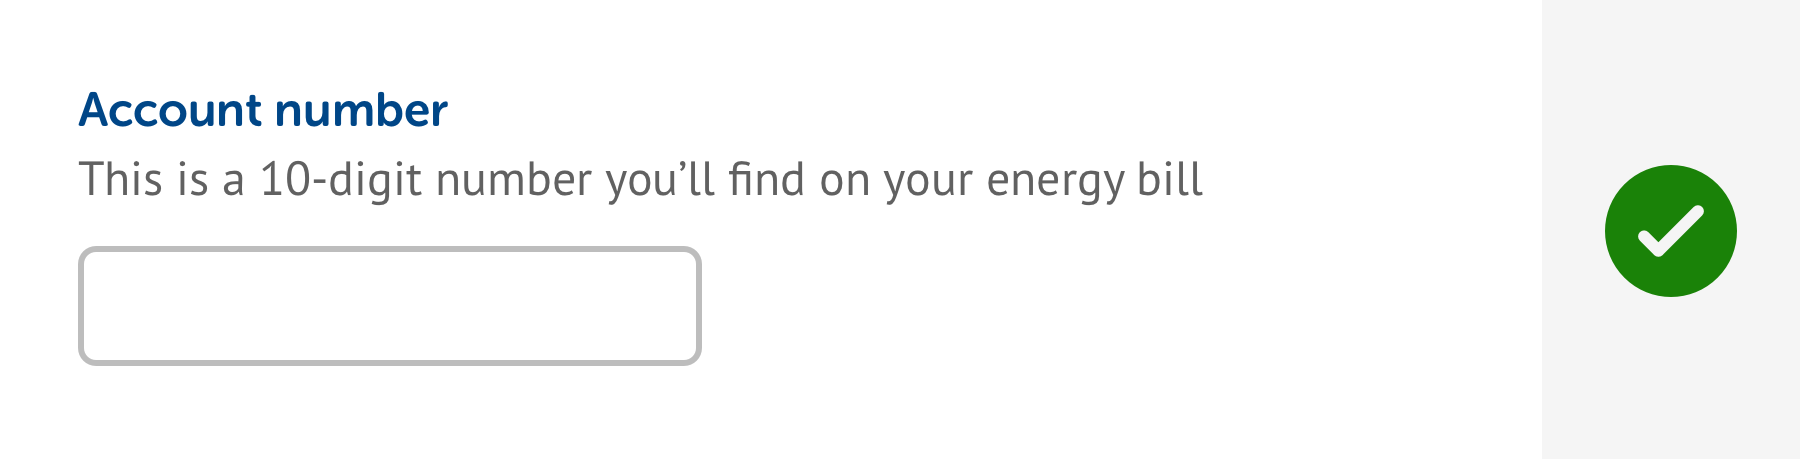 Account number
This is a 10-digit number you’ll find on your energy bill